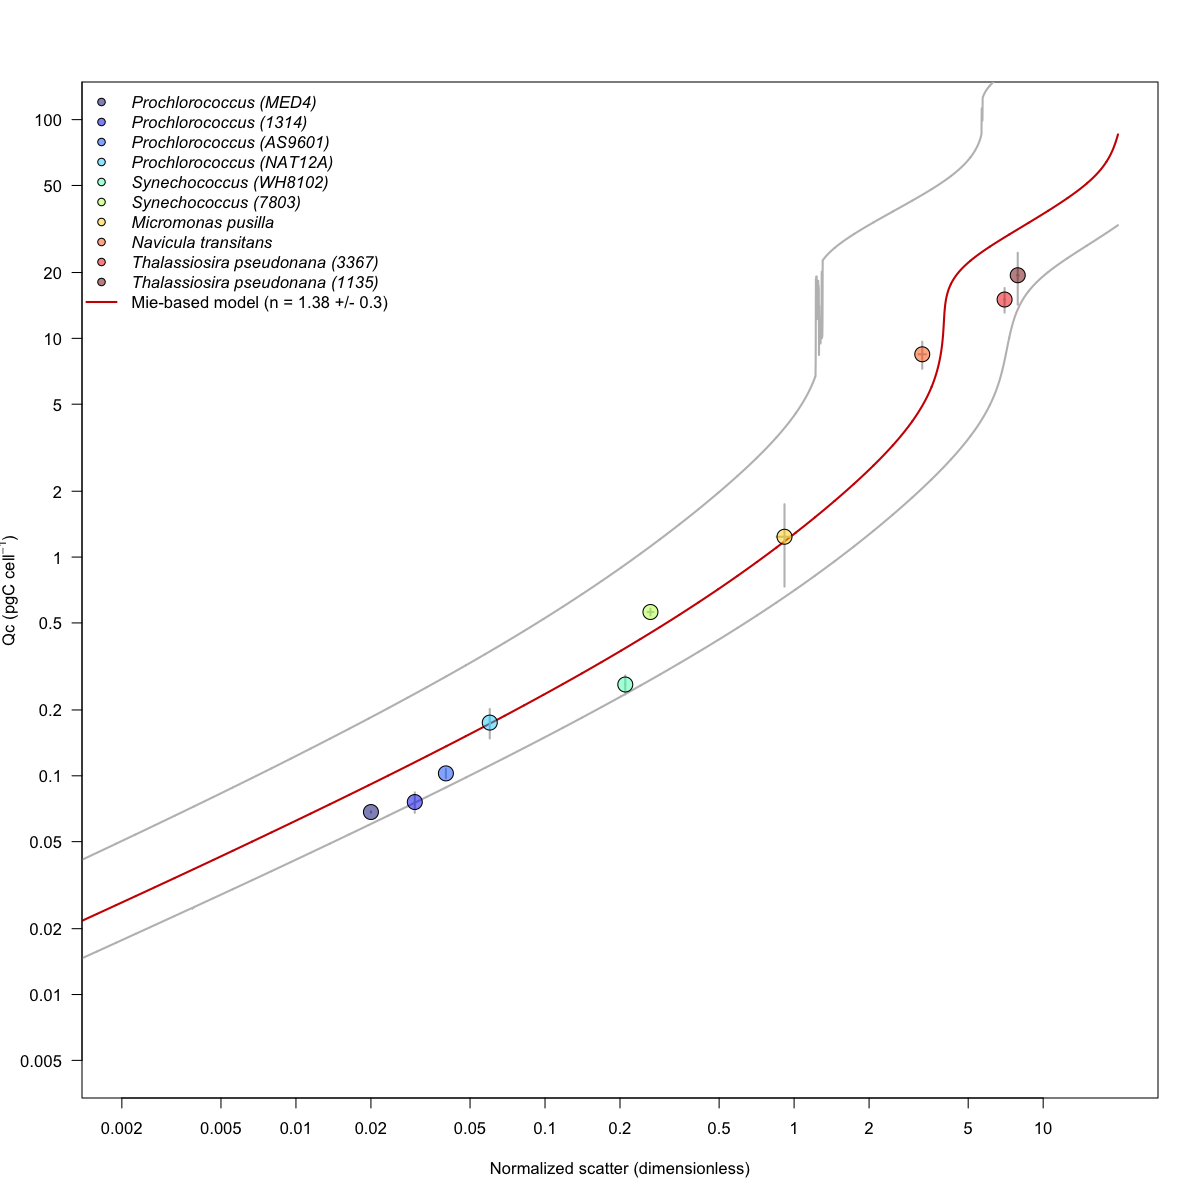 Prochlorococcus (MED4)
Prochlorococcus (1314)
Prochlorococcus (AS9601)
Prochlorococcus (NAT12A)
Synechococcus (WH8102)
Synechococcus (7803)
Micromonas pusilla
Navicula transitans
Thalassiosira pseudonana (3367)
Thalassiosira pseudonana (1135)
Mie-based model (n = 1.38 +/- 0.3)
100
50
20
10
5
2
1
0.5
0.2
0.1
0.05
0.02
0.01
0.005
Qc (pgC cell⁻¹)
0.002 0.005 0.01 0.02 0.05 0.1 0.2 0.5 1 2 5 10
Normalized scatter (dimensionless)